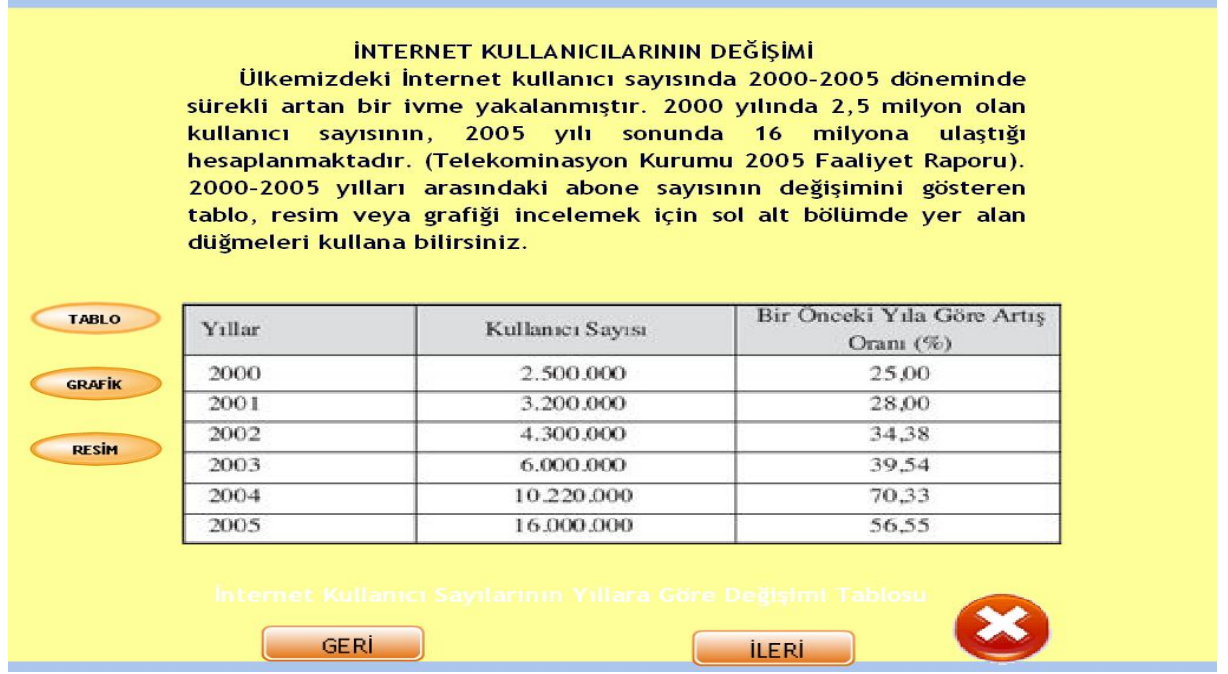 İNTERNET KULLANICILARININ DEĞİŞİMİ
Ülkemizdeki İnternet kullanıcı sayısında 2000-2005 döneminde
sürekli artan bir ivme yakalanmıştır. 2000 yılında 2,5 milyon olan
kullanıcı sayısının, 2005 yılı sonunda 16 milyona ulaştığı
hesaplanmaktadır. (Telekominasyon Kurumu 2005 Faaliyet Raporu).
2000-2005 yılları arasındaki abone sayısının değişimini gösteren
tablo, resim veya grafiği incelemek için sol alt bölümde yer alan
düğmeleri kullana bilirsiniz.
TABLO
GRAFİK
RESİM
Yıllar Kullanıcı Sayısı Bir Önceki Yıla Göre Artış
Oranı (%)
2000 2.500.000 25,00
2001 3.200.000 28,00
2002 4.300.000 34,38
2003 6.000.000 39,54
2004 10.220.000 70,33
2005 16.000.000 56,55
İnternet Kullanıcı Sayılarının Yıllara Göre Değişimi Tablosu
GERİ İLERİ